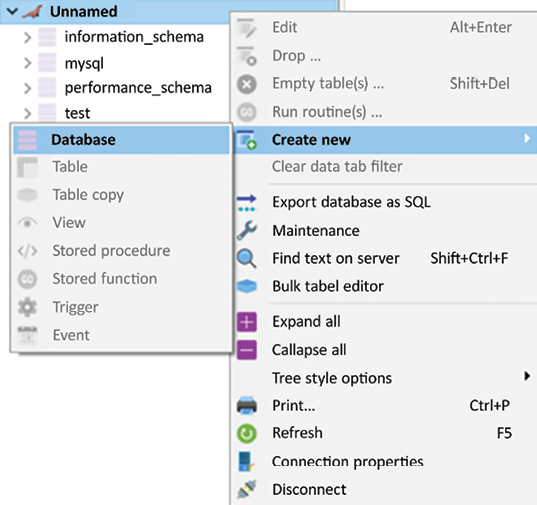 Unnamed
information_schema
mysql
performance_schema
test
Edit Alt+Enter
Drop ...
Empty table(s) ... Shift+Del
Run routine(s) ...
Create new
Clear data tab filter
Export database as SQL
Maintenance
Find text on server Shift+Ctrl+F
Bulk tabel editor
Expand all
Callapse all
Tree style options
Print... Ctrl+P
Refresh F5
Connection properties
Disconnect
Database
Table
Table copy
View
Stored procedure
Stored function
Trigger
Event